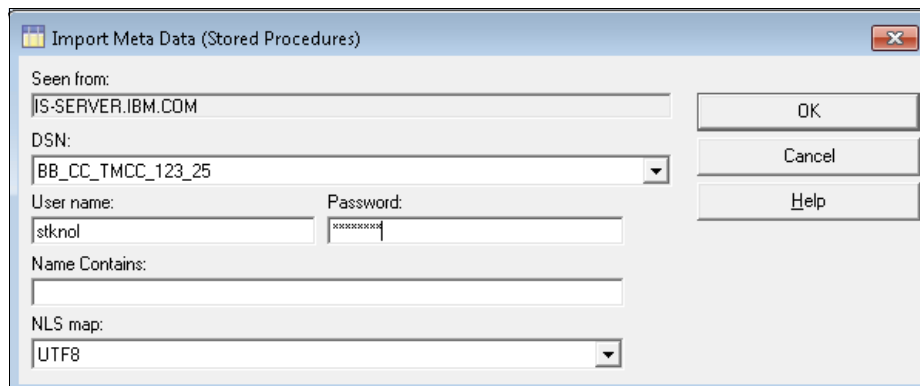 Import Meta Data (Stored Procedures)
Seen from:
IS-SERVER.IBM.COM
OK
DSN:
BB_CC_TMCC_123_25
Cancel
User name:
Password:
Help
stknol
********
Name Contains:
NLS map:
UTF8